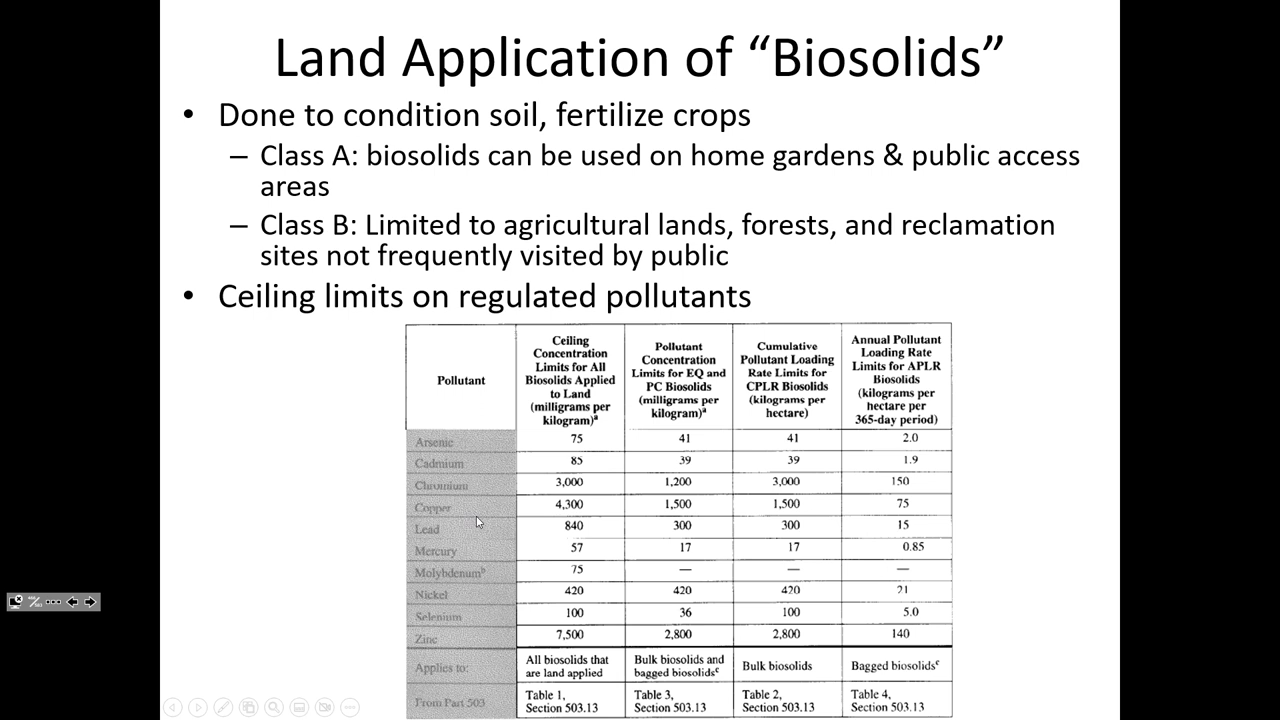 Land Application of “Biosolids”
• Done to condition soil, fertilize crops
– Class A: biosolids can be used on home gardens & public access
areas
– Class B: Limited to agricultural lands, forests, and reclamation
sites not frequently visited by public
• Ceiling limits on regulated pollutants
Pollutant
Ceiling
Concentration
Limits for All
Biosolids Applied
to Land
(milligrams per
kilogram)ª
Pollutant
Concentration
Limits for EQ and
PC Biosolids
(milligrams per
kilogram)ª
Cumulative
Pollutant Loading
Rate Limits for
CPLR Biosolids
(kilograms per
hectare)
Annual Pollutant
Loading Rate
Limits for APLR
Biosolids
(kilograms per
hectare per
365-day period)
Arsenic 75 41 41 2.0
Cadmium 85 39 39 1.9
Chromium 3,000 1,200 3,000 150
Copper 4,300 1,500 1,500 75
Lead 840 300 300 15
Mercury 57 17 17 0.85
Molybdenumᵇ 75 — — —
Nickel 420 420 420 21
Selenium 100 36 100 5.0
Zinc 7,500 2,800 2,800 140
Applies to:
All biosolids that
are land applied
Bulk biosolids and
bagged biosolidsᶜ
Bulk biosolids
Bagged biosolidsᶜ
From Part 503
Table 1,
Section 503.13
Table 3,
Section 503.13
Table 2,
Section 503.13
Table 4,
Section 503.13